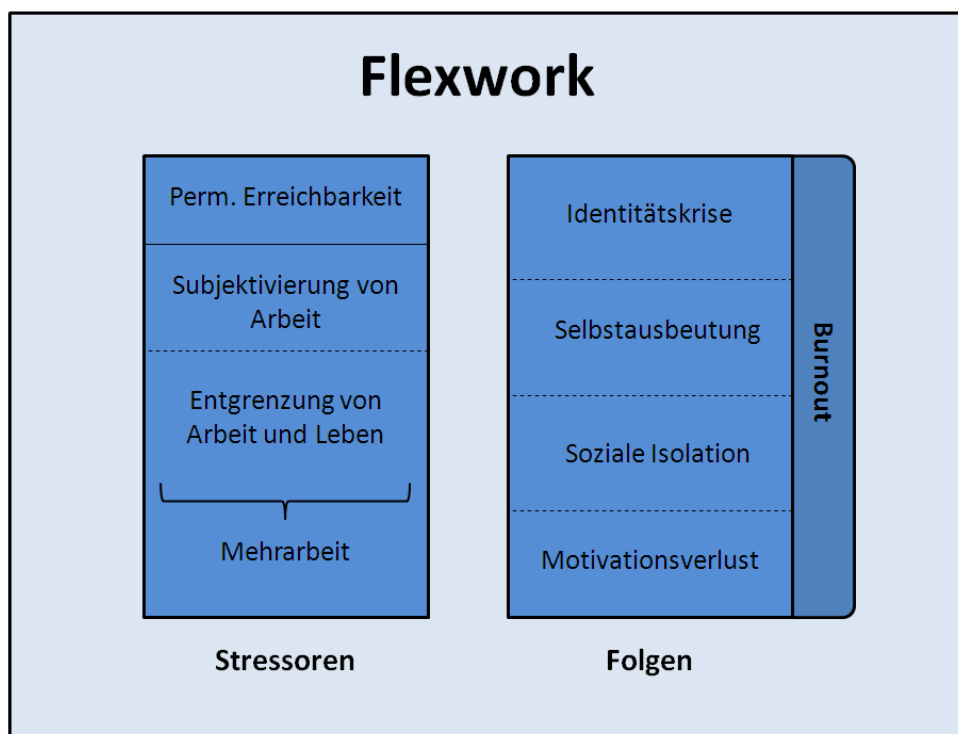 Flexwork
Perm. Erreichbarkeit
Subjektivierung von
Arbeit
Entgrenzung von
Arbeit und Leben
Mehrarbeit
Stressoren
Identitätskrise
Selbstausbeutung
Soziale Isolation
Motivationsverlust
Burnout
Folgen